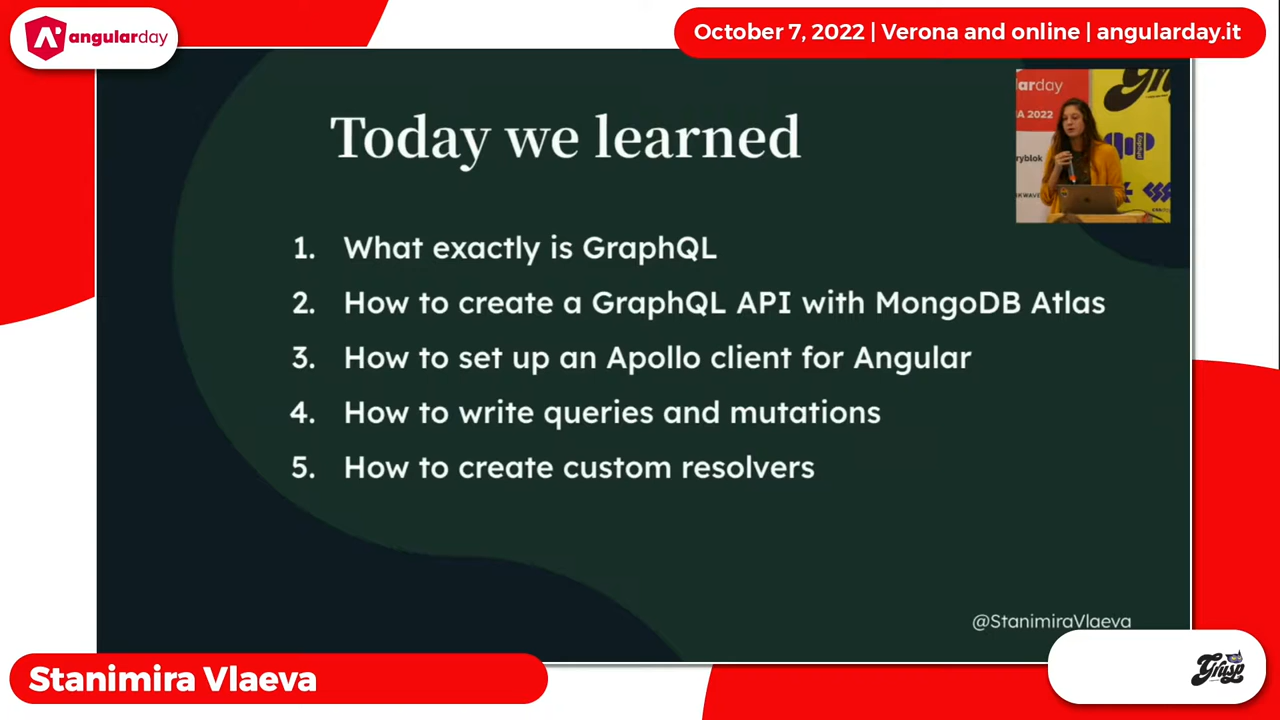 angularday
October 7, 2022 | Verona and online | angularday.it
Today we learned
1. What exactly is GraphQL
2. How to create a GraphQL API with MongoDB Atlas
3. How to set up an Apollo client for Angular
4. How to write queries and mutations
5. How to create custom resolvers
@StanimiraVlaeva
Stanimira Vlaeva
grusp